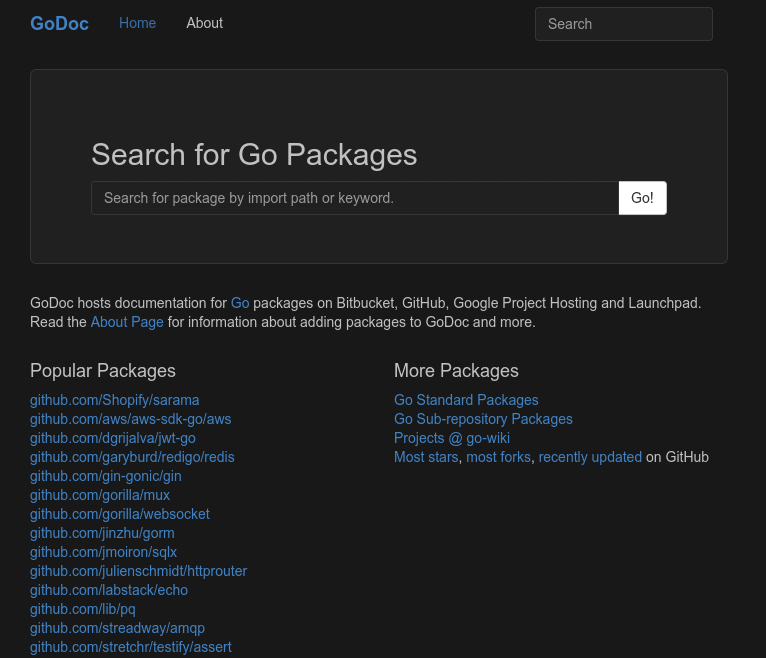 GoDoc Home About Search
Search for Go Packages
Search for package by import path or keyword. Go!
GoDoc hosts documentation for Go packages on Bitbucket, GitHub, Google Project Hosting and Launchpad.
Read the About Page for information about adding packages to GoDoc and more.
Popular Packages
github.com/Shopify/sarama
github.com/aws/aws-sdk-go/aws
github.com/dgrijalva/jwt-go
github.com/garyburd/redigo/redis
github.com/gin-gonic/gin
github.com/gorilla/mux
github.com/gorilla/websocket
github.com/jinzhu/gorm
github.com/jmoiron/sqlx
github.com/julienschmidt/httprouter
github.com/labstack/echo
github.com/lib/pq
github.com/streadway/amqp
github.com/stretchr/testify/assert
More Packages
Go Standard Packages
Go Sub-repository Packages
Projects @ go-wiki
Most stars, most forks, recently updated on GitHub